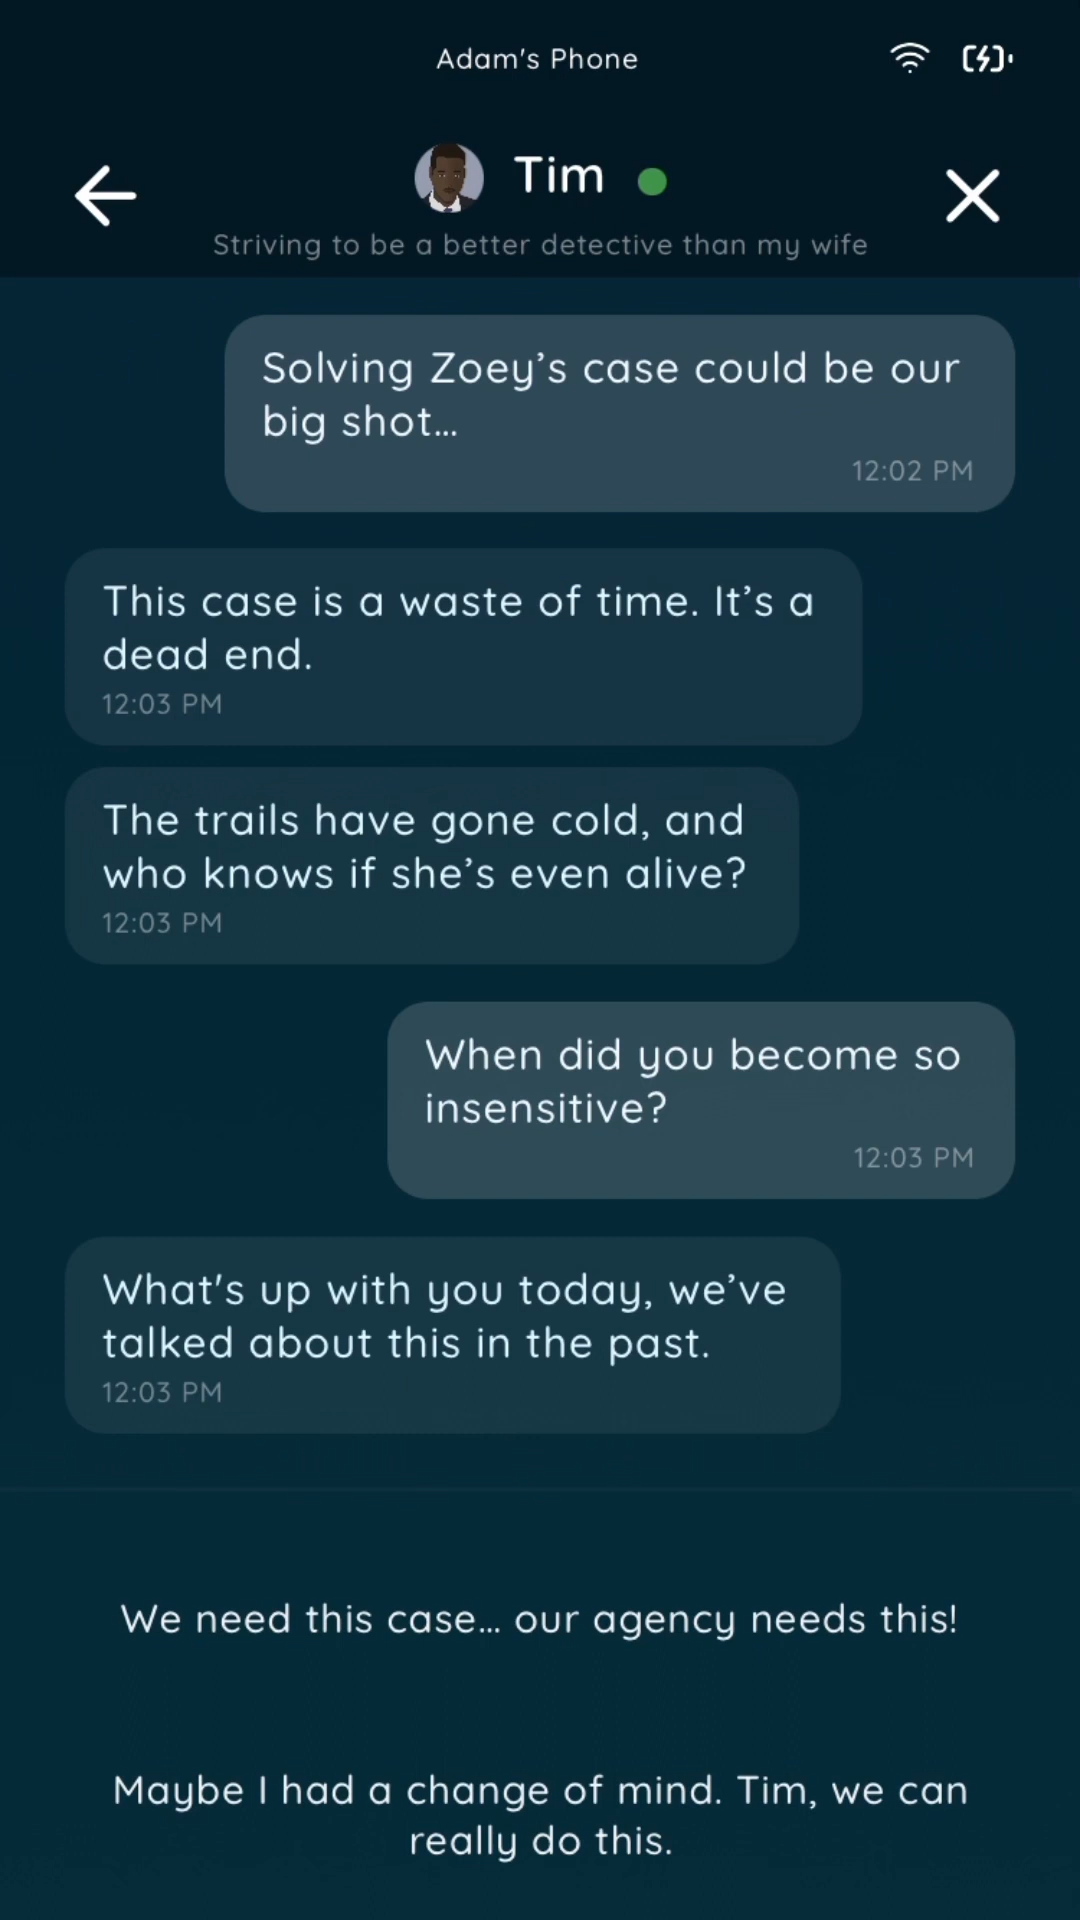 Adam's Phone
Tim
Striving to be a better detective than my wife
Solving Zoey’s case could be our
big shot...
12:02 PM
This case is a waste of time. It’s a
dead end.
12:03 PM
The trails have gone cold, and
who knows if she’s even alive?
12:03 PM
When did you become so
insensitive?
12:03 PM
What's up with you today, we’ve
talked about this in the past.
12:03 PM
We need this case... our agency needs this!
Maybe I had a change of mind. Tim, we can
really do this.